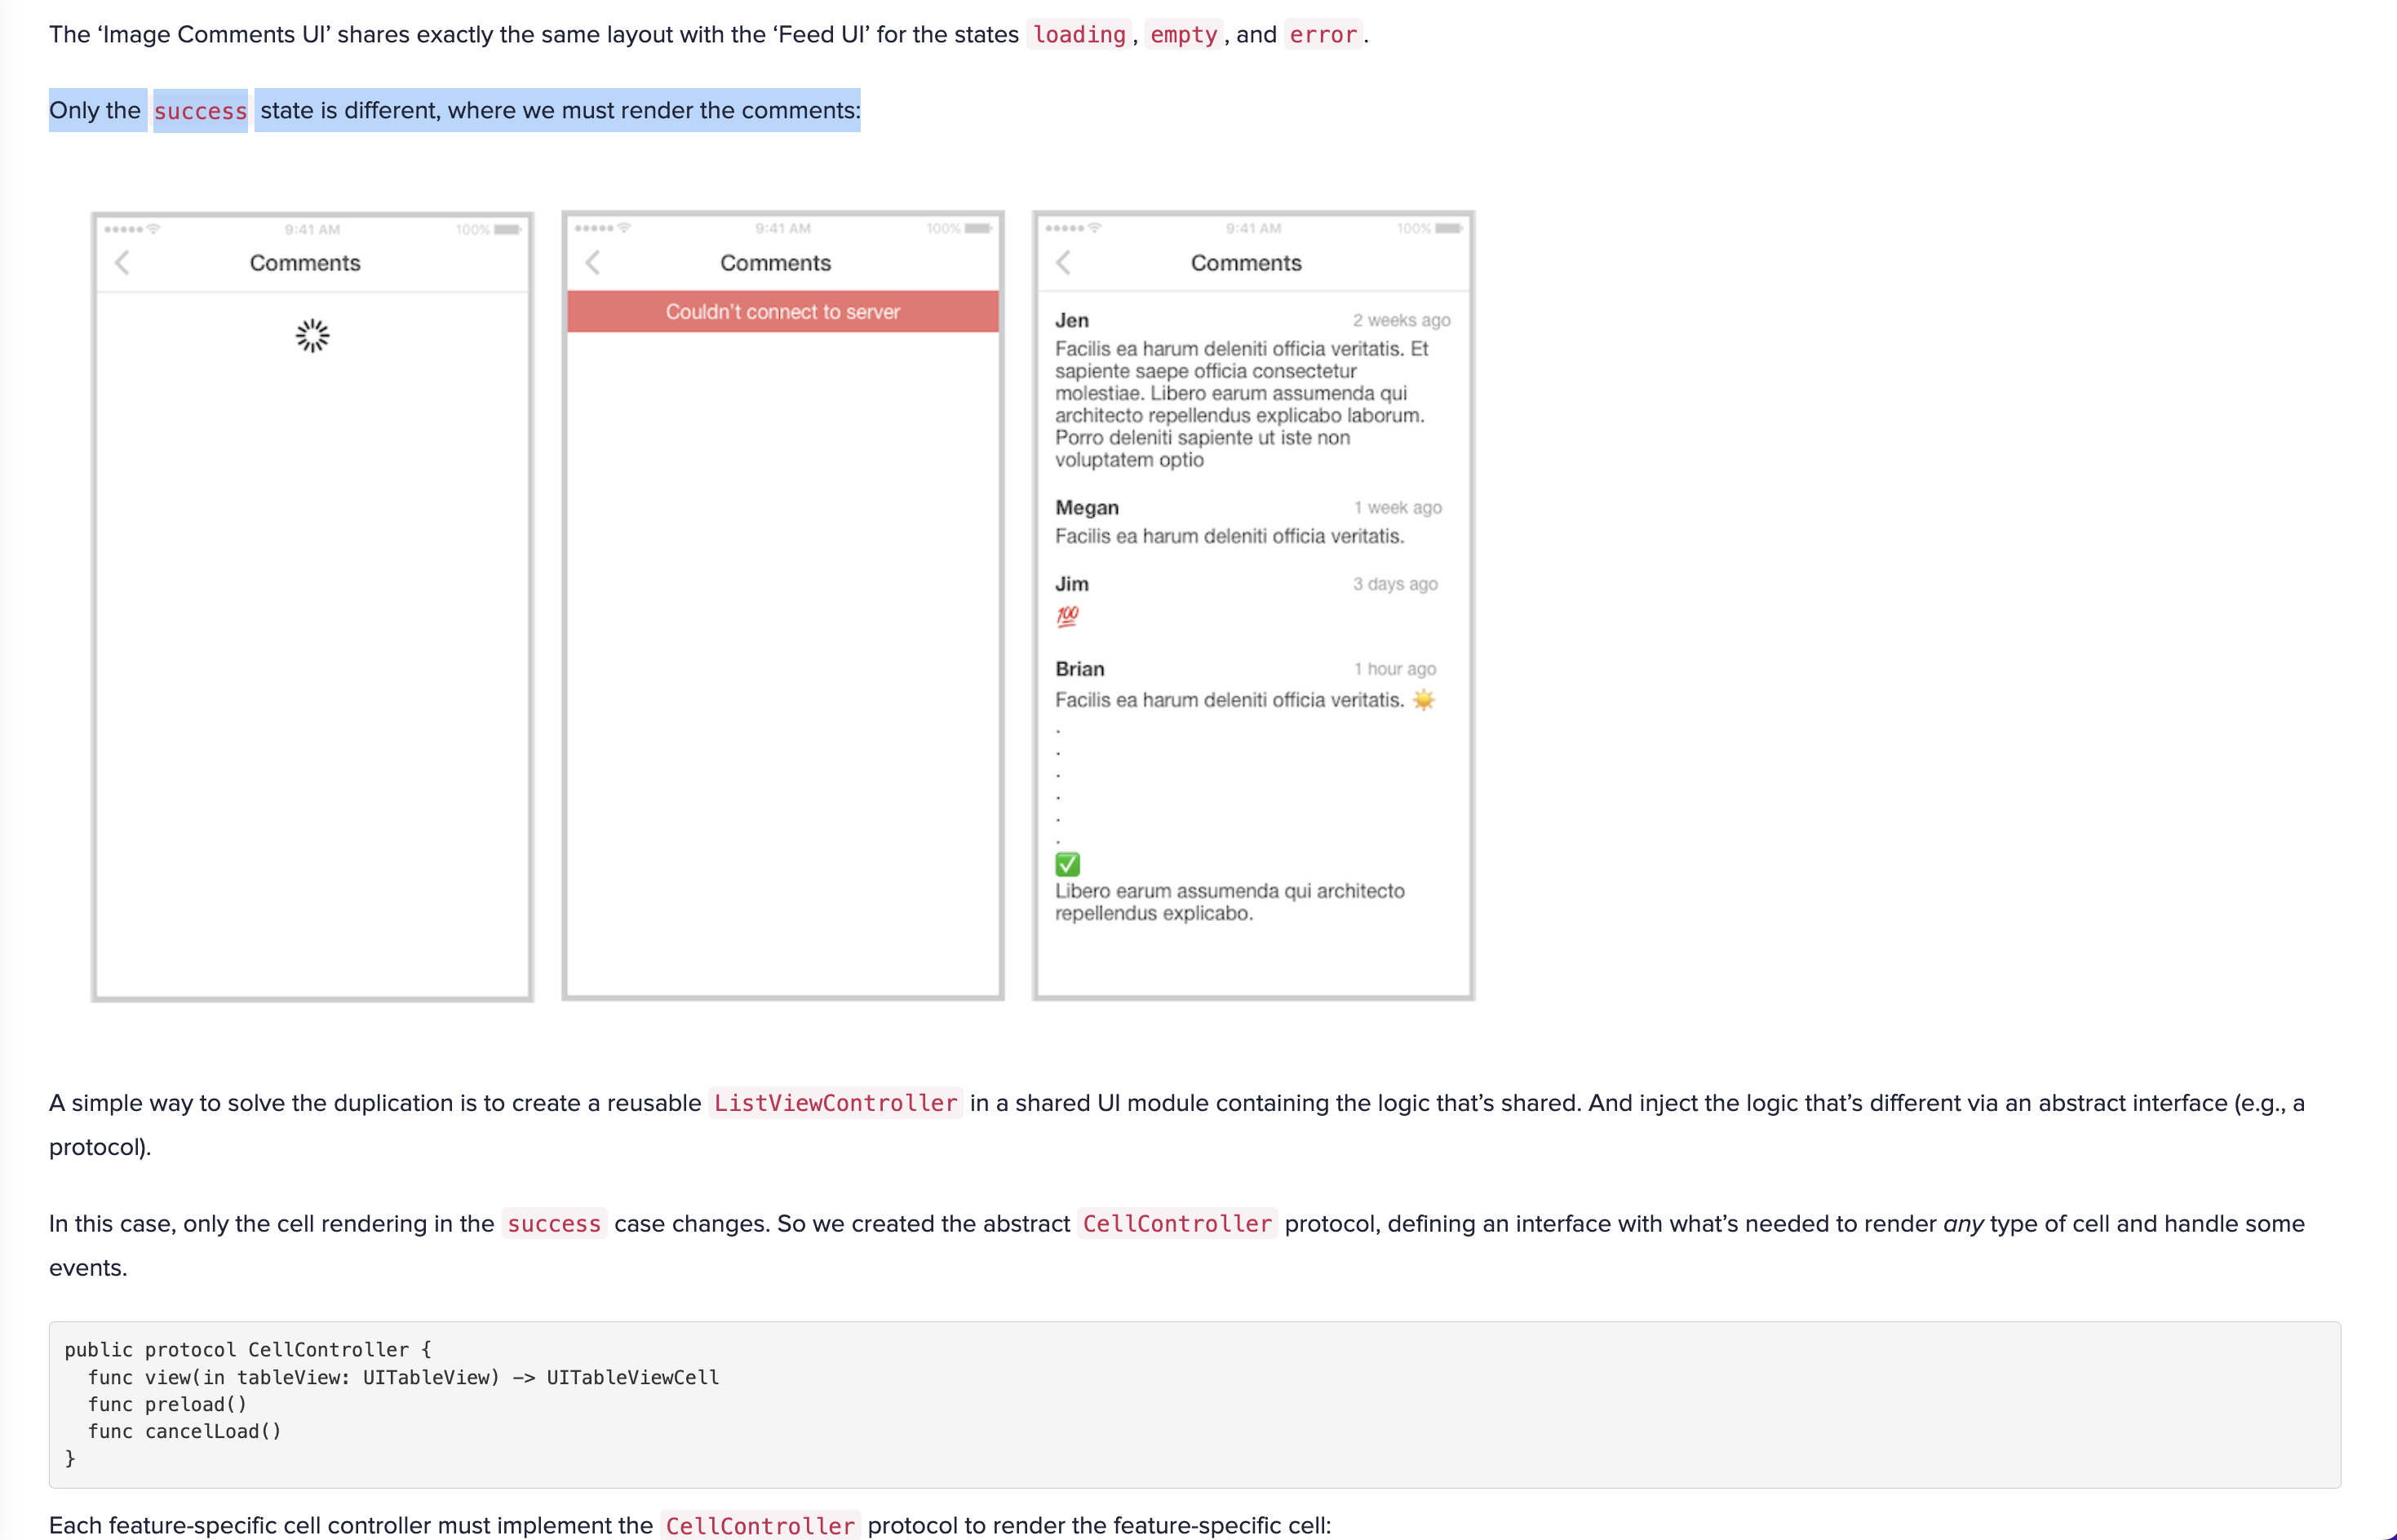 The ‘Image Comments UI’ shares exactly the same layout with the ‘Feed UI’ for the states loading, empty, and error.
Only the success state is different, where we must render the comments:
9:41 AM 100%
Comments
9:41 AM 100%
Comments
Couldn't connect to server
9:41 AM 100%
Comments
Jen 2 weeks ago
Facilis ea harum deleniti officia veritatis. Et
sapiente saepe officia consectetur
molestiae. Libero earum assumenda qui
architecto repellendus explicabo laborum.
Porro deleniti sapiente ut iste non
voluptatem optio
Megan 1 week ago
Facilis ea harum deleniti officia veritatis.
Jim 3 days ago
💯
Brian 1 hour ago
Facilis ea harum deleniti officia veritatis. ☀️
.
.
.
.
.
.
✅
Libero earum assumenda qui architecto
repellendus explicabo.
A simple way to solve the duplication is to create a reusable ListViewController in a shared UI module containing the logic that’s shared. And inject the logic that’s different via an abstract interface (e.g., a
protocol).
In this case, only the cell rendering in the success case changes. So we created the abstract CellController protocol, defining an interface with what’s needed to render any type of cell and handle some
events.
public protocol CellController {
  func view(in tableView: UITableView) -> UITableViewCell
  func preload()
  func cancelLoad()
}
Each feature-specific cell controller must implement the CellController protocol to render the feature-specific cell: